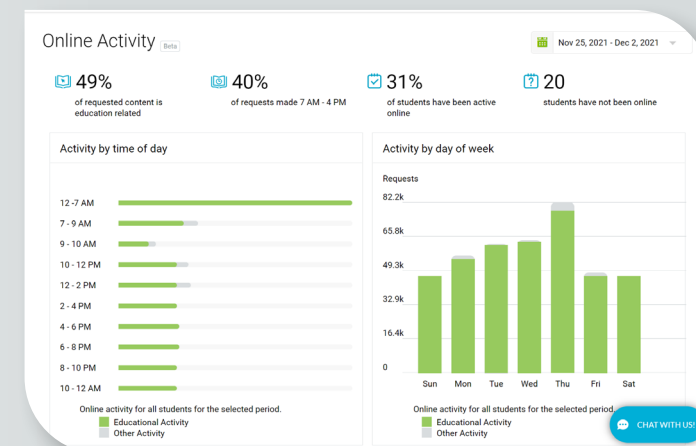 Online Activity Beta
Nov 25, 2021 - Dec 2, 2021
49%
of requested content is
education related
40%
of requests made 7 AM - 4 PM
31%
of students have been active
online
20
students have not been online
Activity by time of day
12 -7 AM
7 - 9 AM
9 - 10 AM
10 - 12 PM
12 - 2 PM
2 - 4 PM
4 - 6 PM
6 - 8 PM
8 - 10 PM
10 - 12 AM
Online activity for all students for the selected period.
Educational Activity
Other Activity
Activity by day of week
Requests
82.2k
65.8k
49.3k
32.9k
16.4k
0
Sun Mon Tue Wed Thu Fri Sat
Online activity for all students for the selected period.
Educational Activity
Other Activity
CHAT WITH US!